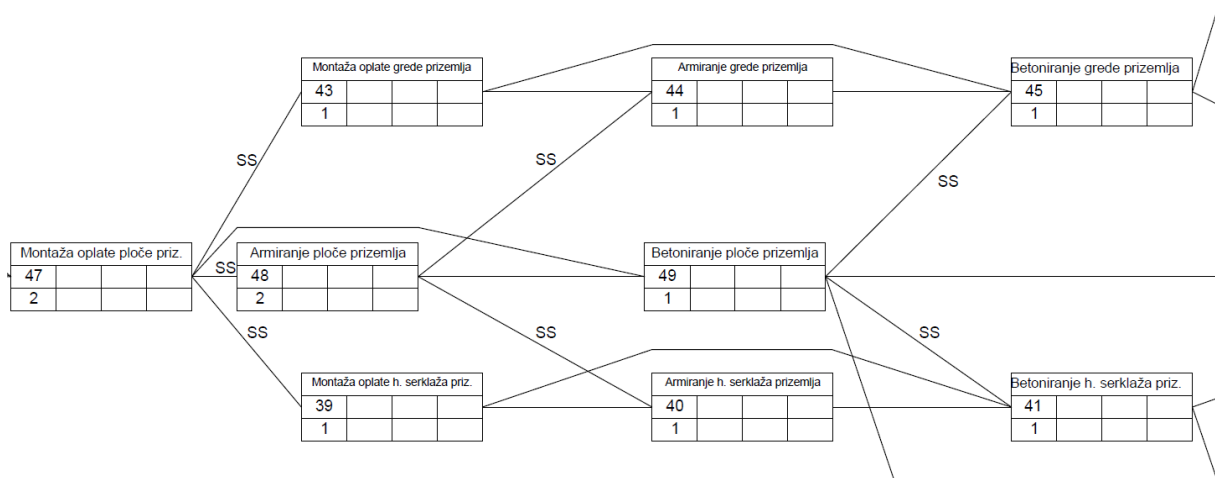 Montaža oplate grede prizemlja
43
1
Armiranje grede prizemlja
44
1
Betoniranje grede prizemlja
45
1
SS
SS
SS
Montaža oplate ploče priz.
47
2
SS
Armiranje ploče prizemlja
48
2
Betoniranje ploče prizemlja
49
1
SS
SS
SS
Montaža oplate h. serklaža priz.
39
1
Armiranje h. serklaža prizemlja
40
1
Betoniranje h. serklaža priz.
41
1